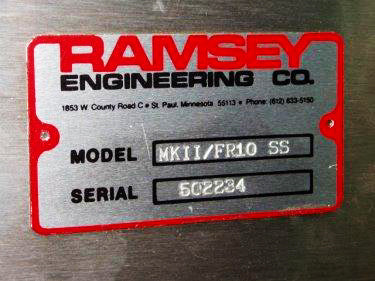 RAMSEY
ENGINEERING CO.
1853 W. County Road C • St. Paul, Minnesota 55113 • Phone: (612) 633-5150
MODEL MKII/FR10 SS
SERIAL 502234